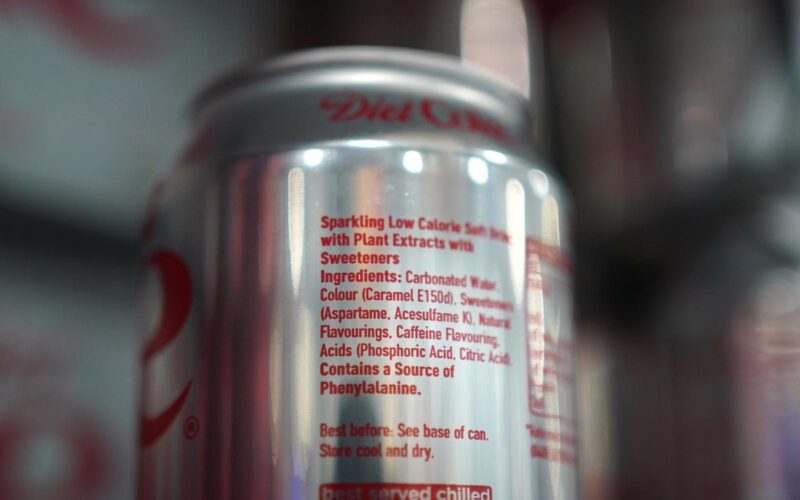 Diet Coke
Sparkling Low Calorie Soft Drink
with Plant Extracts with
Sweeteners
Ingredients: Carbonated Water,
Colour (Caramel E150d), Sweeteners
(Aspartame, Acesulfame K), Natural
Flavourings, Caffeine Flavouring,
Acids (Phosphoric Acid, Citric Acid).
Contains a Source of
Phenylalanine.
Best before: See base of can.
Store cool and dry.
best served chilled
®